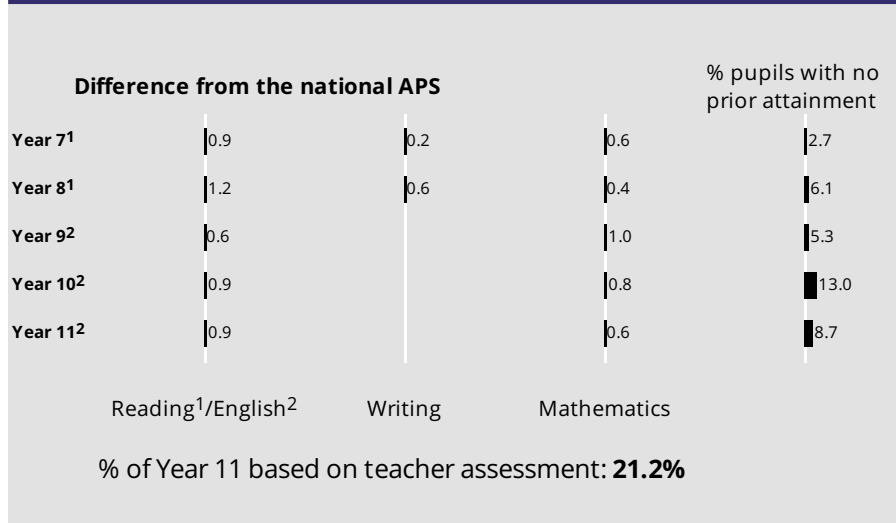 % pupils with no
Difference from the national APS
prior attainment
Year 7¹ 0.9 0.2 0.6 2.7
Year 8¹ 1.2 0.6 0.4 6.1
Year 9² 0.6 1.0 5.3
Year 10² 0.9 0.8 13.0
Year 11² 0.9 0.6 8.7
Reading¹/English² Writing Mathematics
% of Year 11 based on teacher assessment: 21.2%